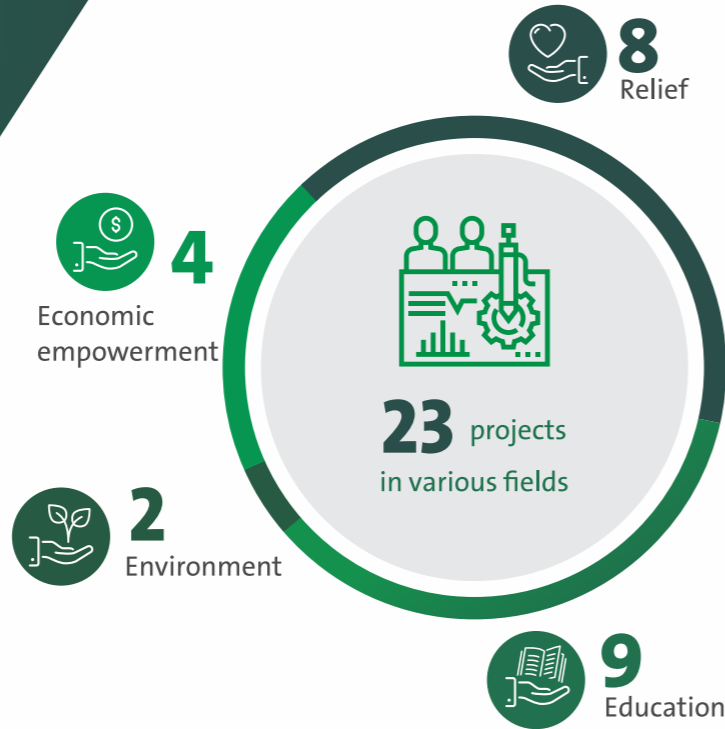 8
Relief
4
Economic
empowerment
$
23 projects
in various fields
2
Environment
9
Education